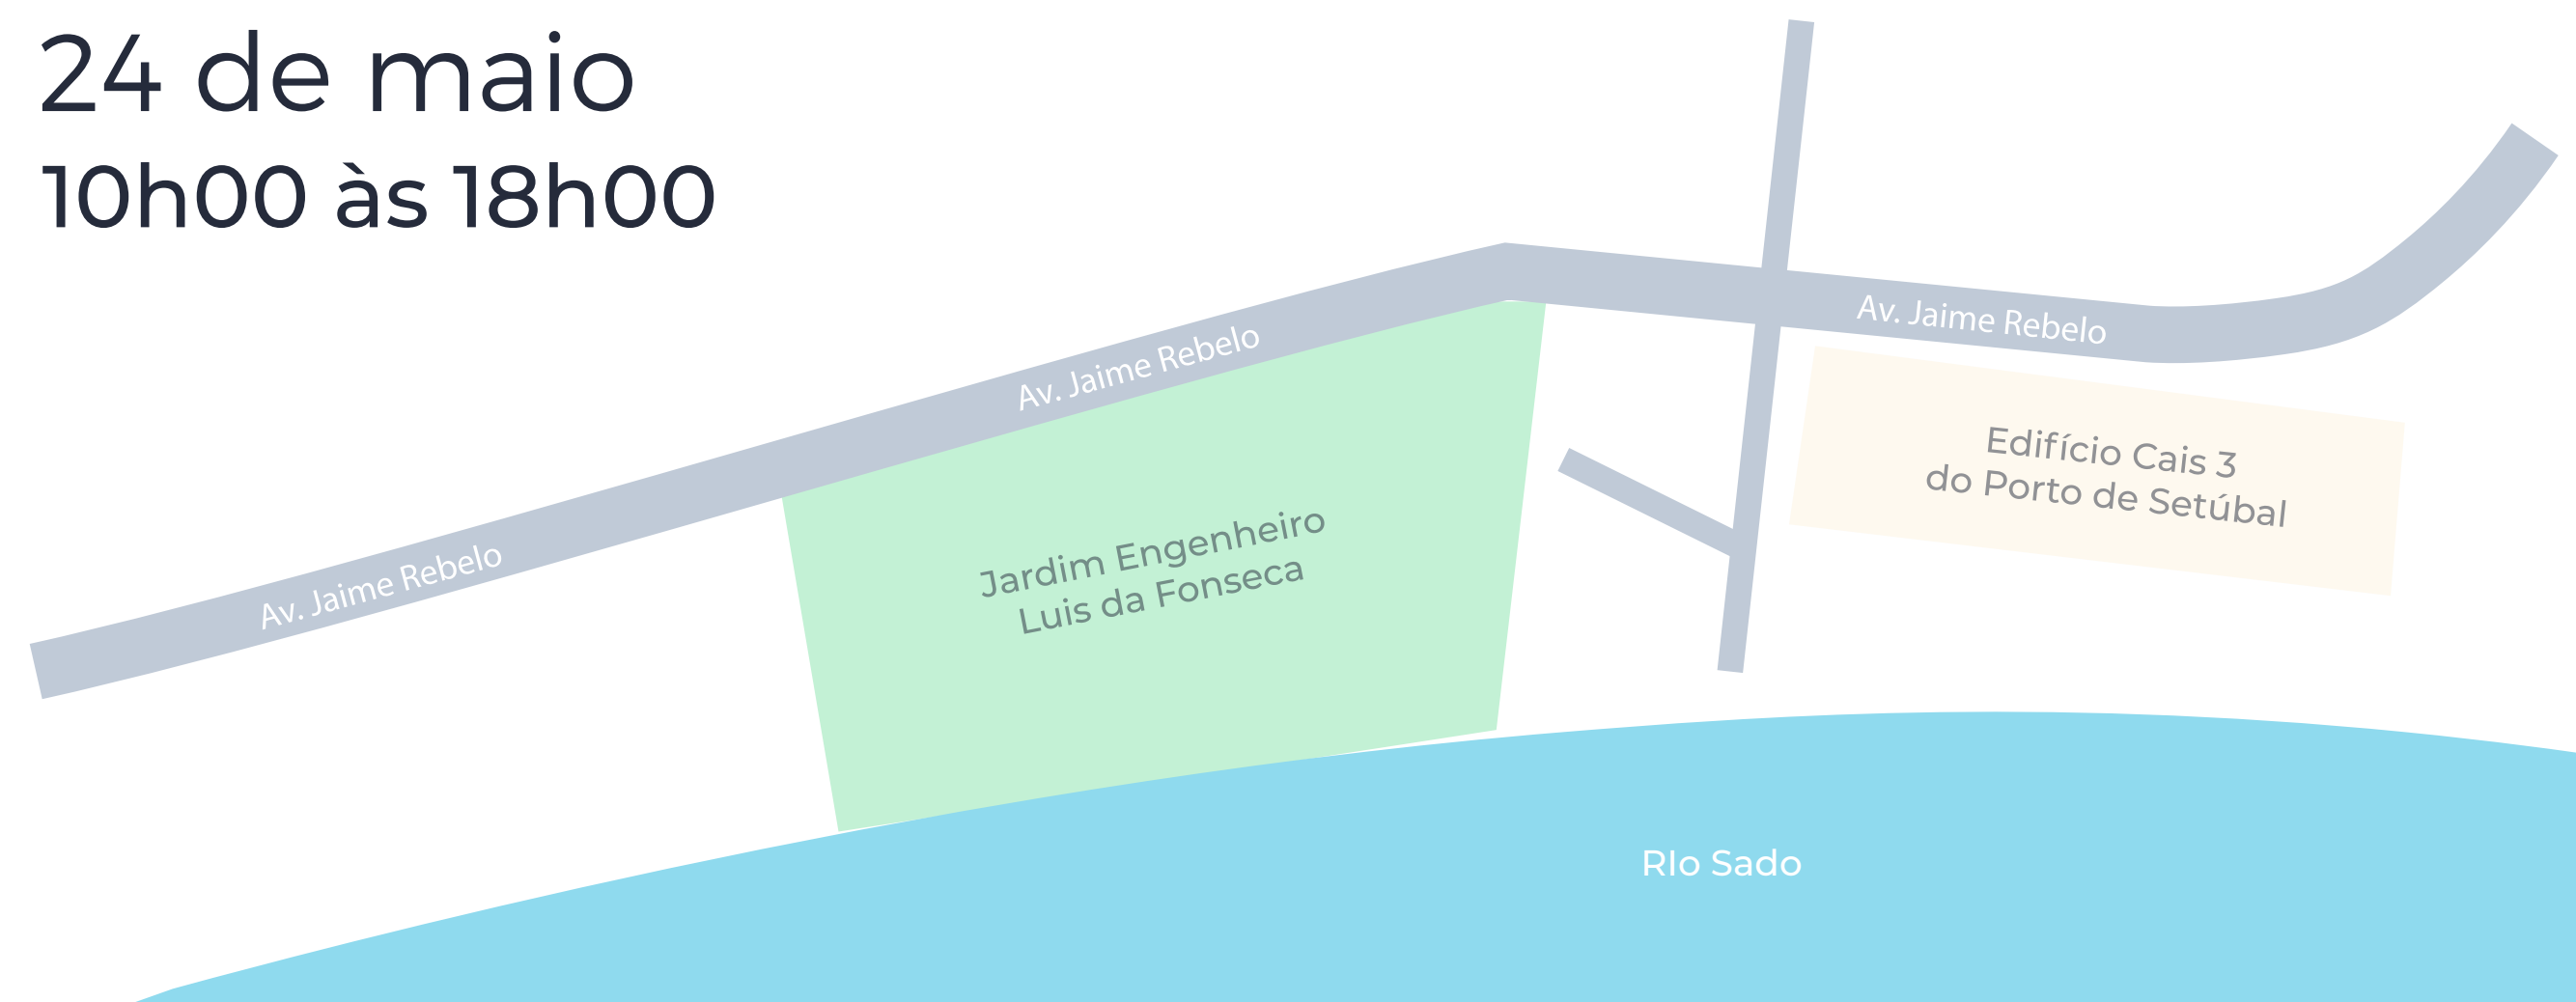 24 de maio
10h00 às 18h00
Av. Jaime Rebelo
Av. Jaime Rebelo
Av. Jaime Rebelo
Edifício Cais 3
do Porto de Setúbal
Jardim Engenheiro
Luis da Fonseca
RIo Sado